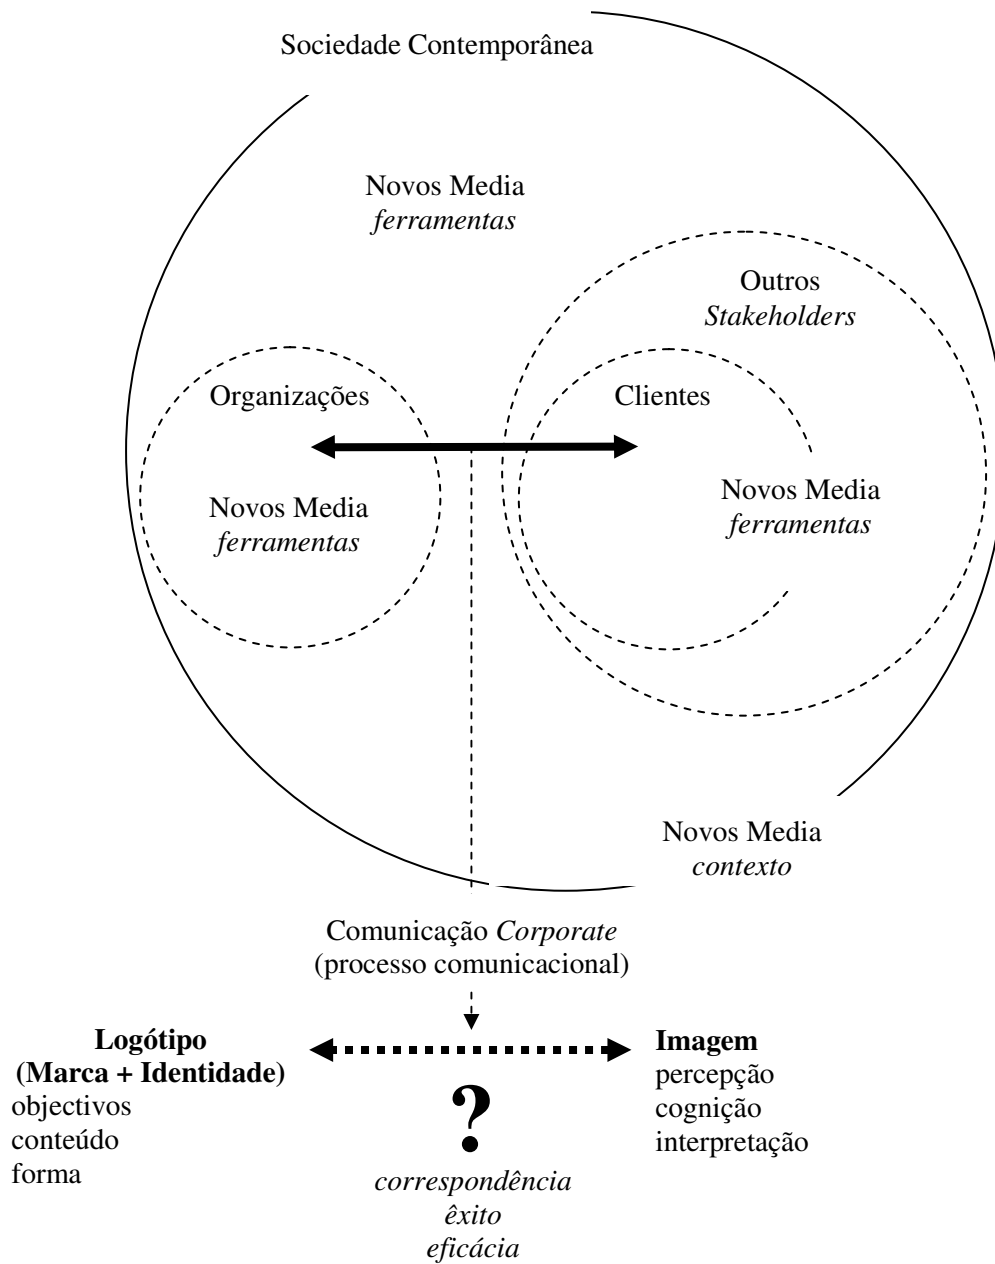 Sociedade Contemporânea
Novos Media
ferramentas
Outros
Stakeholders
Organizações
Clientes
Novos Media
ferramentas
Novos Media
ferramentas
Novos Media
contexto
Comunicação Corporate
(processo comunicacional)
Logótipo
(Marca + Identidade)
objectivos
conteúdo
forma
Imagem
percepção
cognição
interpretação
?
correspondência
êxito
eficácia